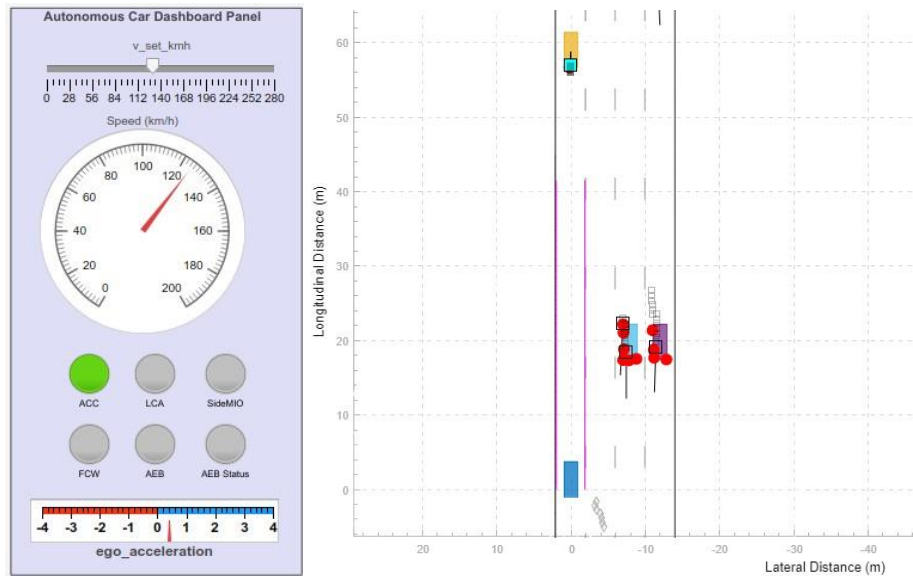 Autonomous Car Dashboard Panel
v_set_kmh
0 28 56 84 112 140 168 196 224 252 280
Speed (km/h)
0 20 40 60 80 100 120 140 160 180 200
ACC LCA SideMIO
FCW AEB AEB Status
-4 -3 -2 -1 0 1 2 3 4
ego_acceleration
Longitudinal Distance (m)
60
50
40
30
20
10
0
20 10 0 -10 -20 -30 -40
Lateral Distance (m)